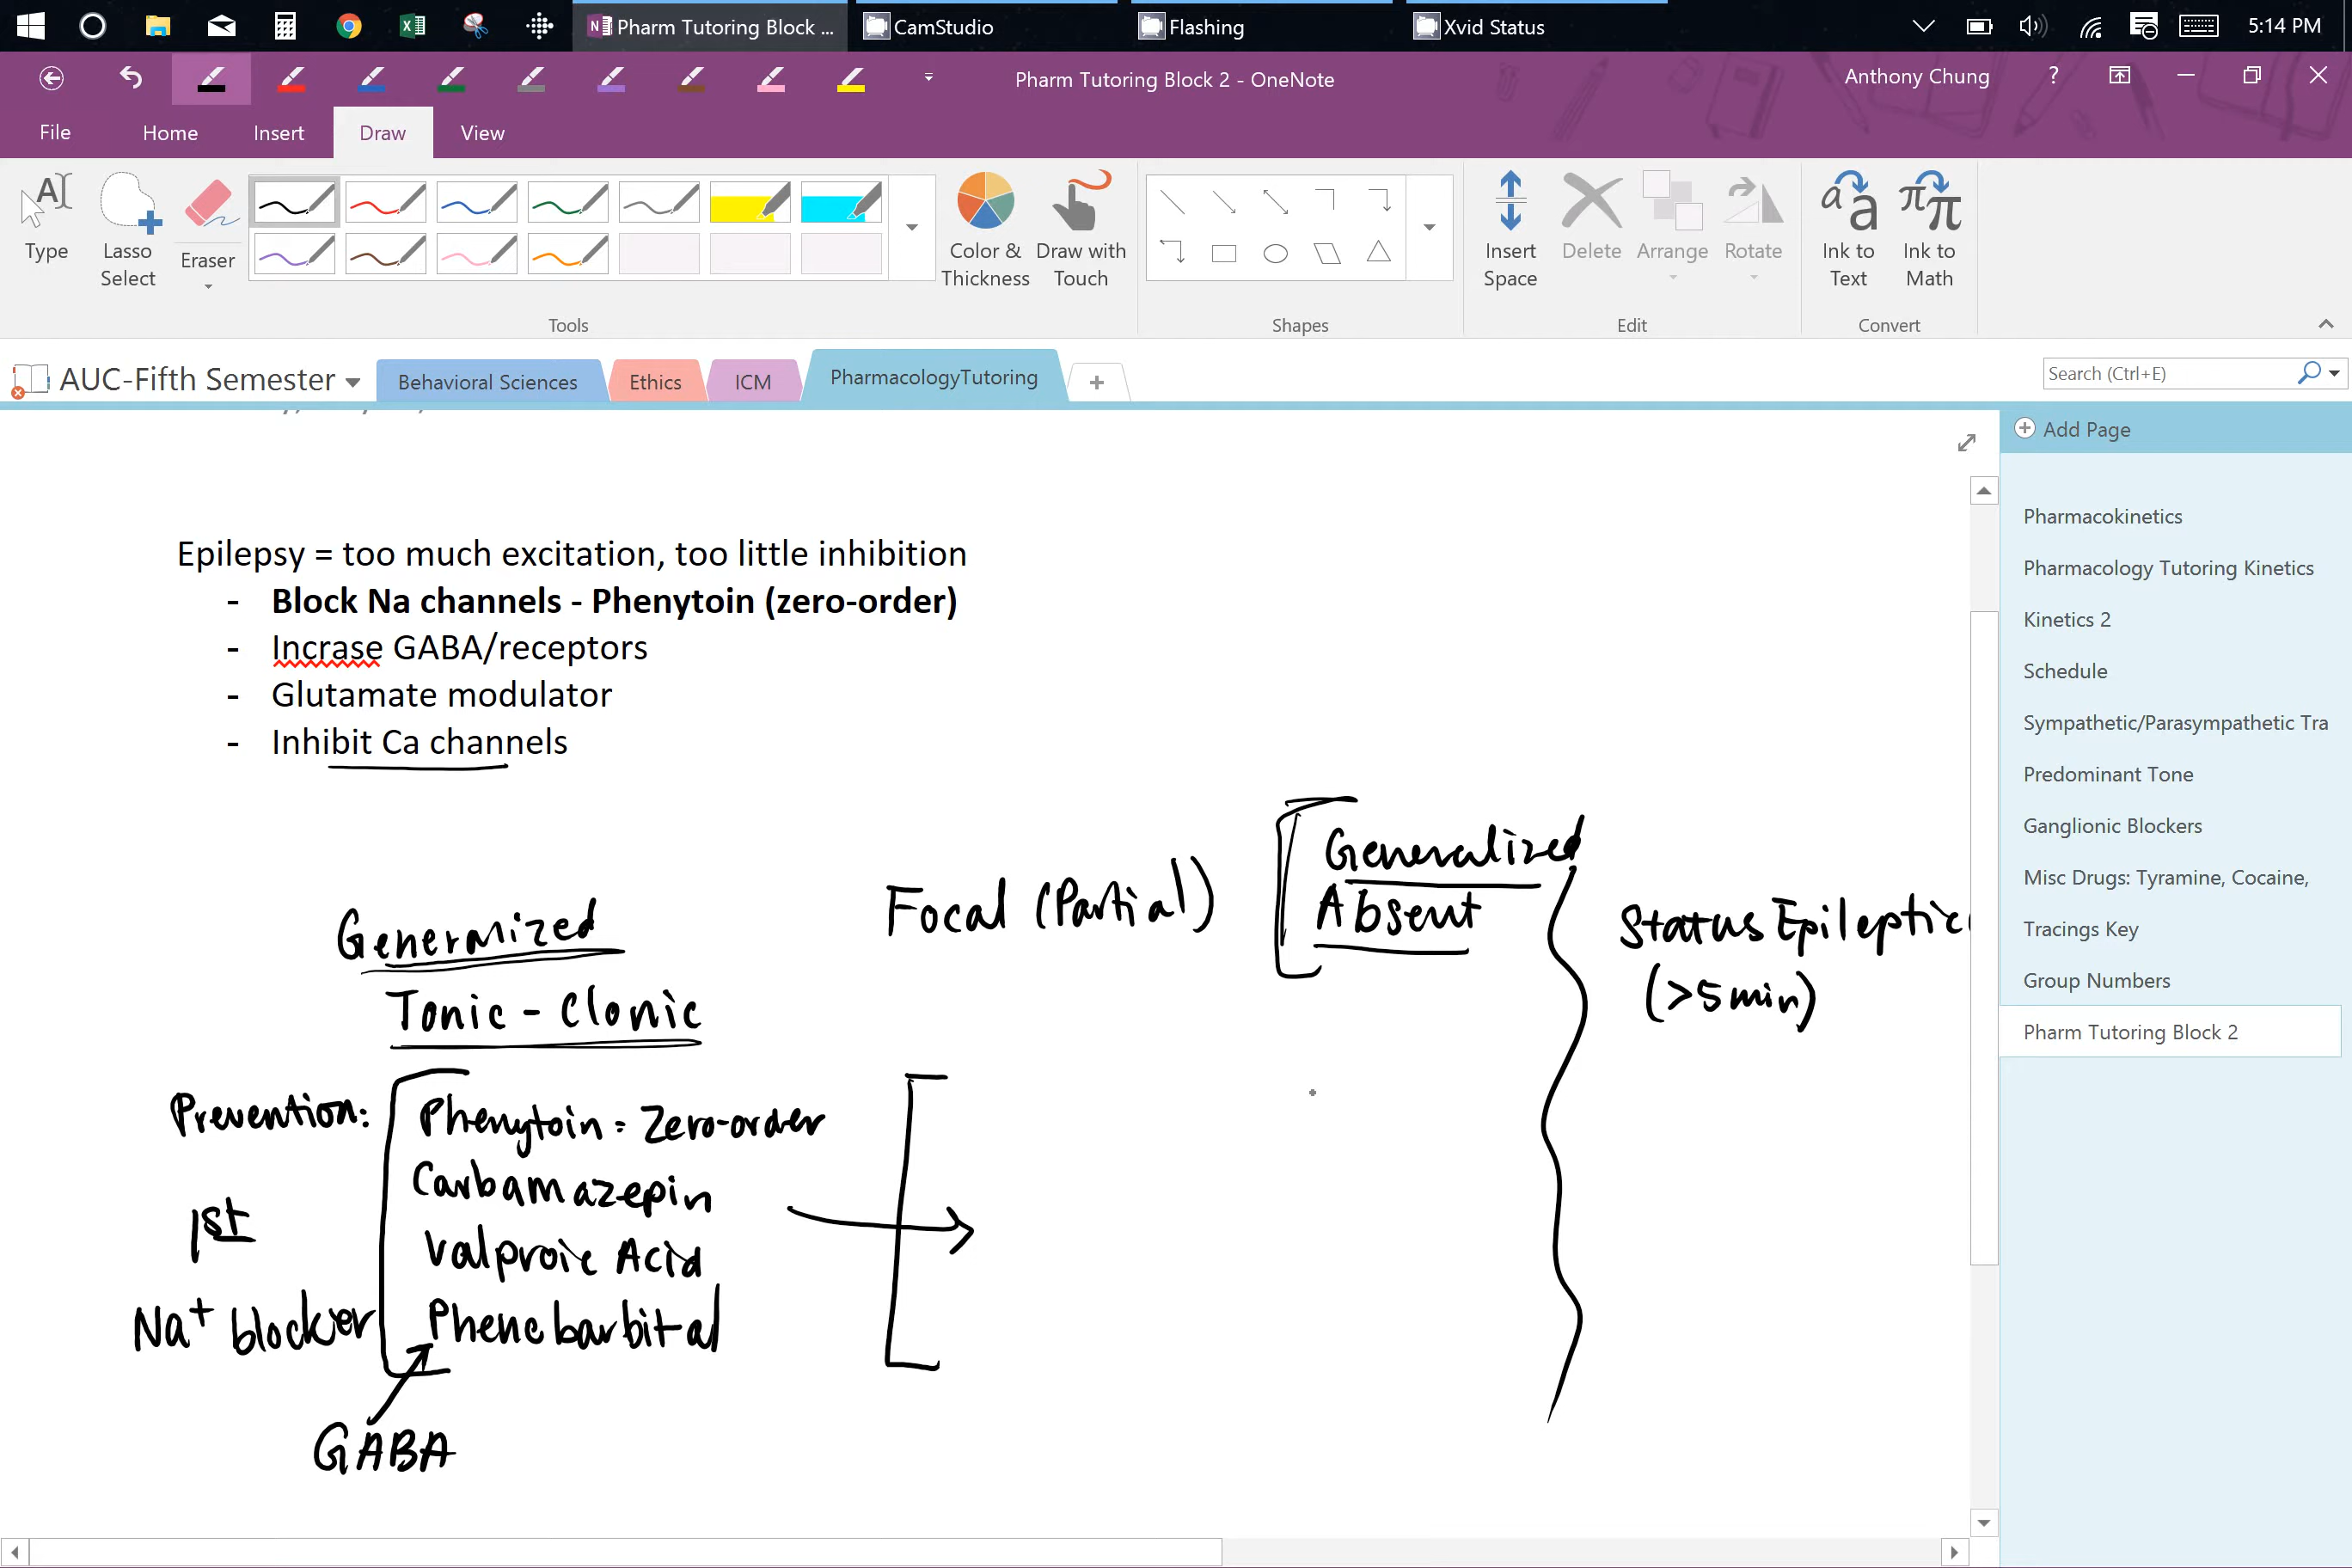 Pharm Tutoring Block ...
CamStudio
Flashing
Xvid Status
5:14 PM
Pharm Tutoring Block 2 - OneNote
Anthony Chung
?
File
Home
Insert
Draw
View
Type
Lasso
Select
Eraser
Color &
Thickness
Draw with
Touch
Insert
Space
Delete
Arrange
Rotate
Ink to
Text
Ink to
Math
Tools
Shapes
Edit
Convert
AUC-Fifth Semester
Behavioral Sciences
Ethics
ICM
PharmacologyTutoring
+
Search (Ctrl+E)
Add Page
Pharmacokinetics
Pharmacology Tutoring Kinetics
Kinetics 2
Schedule
Sympathetic/Parasympathetic Tra
Predominant Tone
Ganglionic Blockers
Misc Drugs: Tyramine, Cocaine,
Tracings Key
Group Numbers
Pharm Tutoring Block 2
Epilepsy = too much excitation, too little inhibition
- Block Na channels - Phenytoin (zero-order)
- Incrase GABA/receptors
- Glutamate modulator
- Inhibit Ca channels
Generalized
Tonic - Clonic
Focal (Partial)
Generalized
Absent
Status Epileptic
(>5 min)
Prevention:
Phenytoin = Zero-order
Carbamazepin
1st
Valproic Acid
Na+ blocker
Phenobarbital
GABA